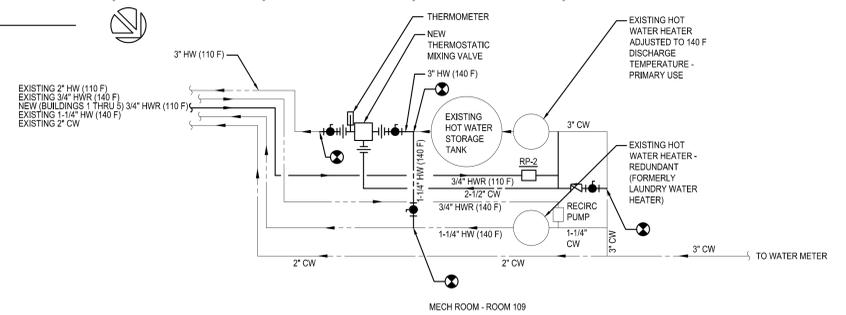 THERMOMETER
NEW
THERMOSTATIC
MIXING VALVE
EXISTING HOT
WATER HEATER
ADJUSTED TO 140 F
DISCHARGE
TEMPERATURE -
PRIMARY USE
3" HW (110 F)
3" HW (140 F)
EXISTING 2" HW (110 F)
EXISTING 3/4" HWR (140 F)
NEW (BUILDINGS 1 THRU 5) 3/4" HWR (110 F)
EXISTING 1-1/4" HW (140 F)
EXISTING 2" CW
EXISTING
HOT WATER
STORAGE
TANK
3" CW
1-1/4" HW (140 F)
EXISTING HOT
WATER HEATER -
REDUNDANT
(FORMERLY
LAUNDRY WATER
HEATER)
RP-2
3/4" HWR (110 F)
2-1/2" CW
3/4" HWR (140 F)
RECIRC
PUMP
1-1/4" HW (140 F)
1-1/4"
CW
3" CW
2" CW
2" CW
3" CW
TO WATER METER
MECH ROOM - ROOM 109